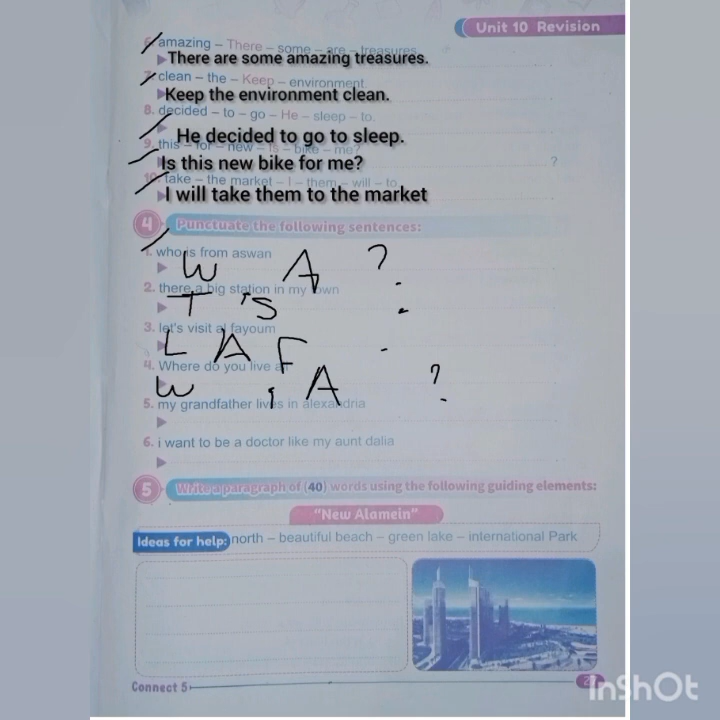 Unit 10 Revision
6. amazing – There – some – are – treasures.
There are some amazing treasures.
7. clean – the – Keep – environment.
Keep the environment clean.
8. decided – to – go – He – sleep – to.
He decided to go to sleep.
9. this – for – new – Is – bike – me?
Is this new bike for me? ?
10. take – the market – I – them – will – to
I will take them to the market
4 Punctuate the following sentences:
1. who is from aswan
W A ?
2. there a big station in my town
T 's .
3. let's visit al fayoum
L A F .
4. Where do you live
W , A ?
5. my grandfather lives in alexandria
6. i want to be a doctor like my aunt dalia
5 Write a paragraph of (40) words using the following guiding elements:
"New Alamein"
Ideas for help: north – beautiful beach – green lake – international Park
Connect 5
InShOt